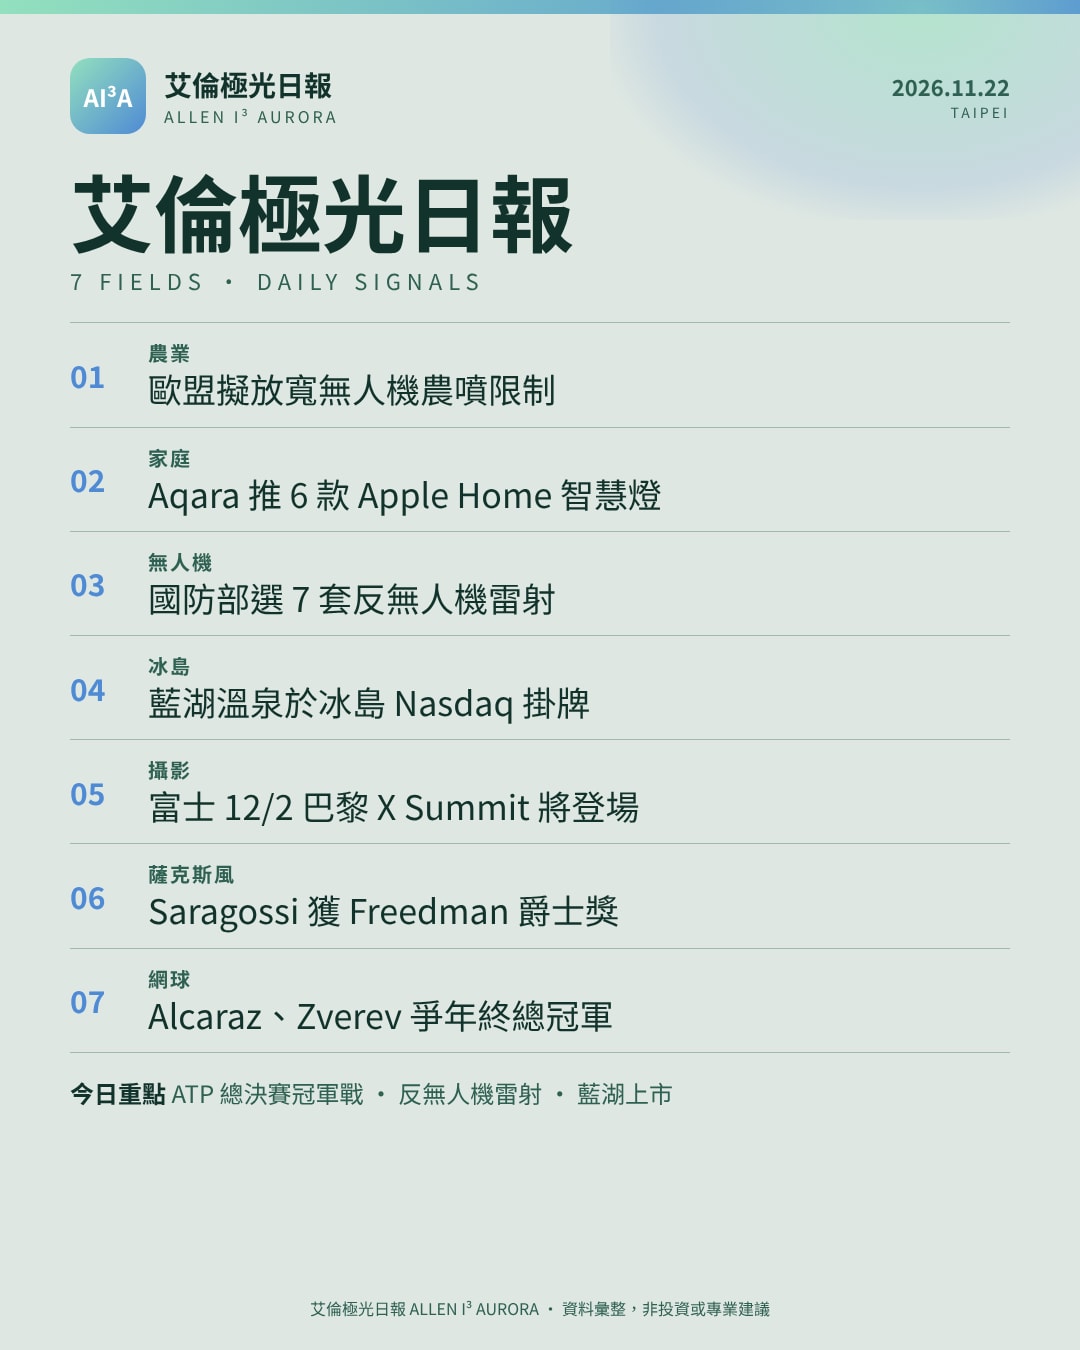 AI³A
艾倫極光日報
ALLEN I³ AURORA
2026.11.22
TAIPEI
艾倫極光日報
7 FIELDS · DAILY SIGNALS
01
農業
歐盟擬放寬無人機農噴限制
02
家庭
Aqara 推 6 款 Apple Home 智慧燈
03
無人機
國防部選 7 套反無人機雷射
04
冰島
藍湖溫泉於冰島 Nasdaq 掛牌
05
攝影
富士 12/2 巴黎 X Summit 將登場
06
薩克斯風
Saragossi 獲 Freedman 爵士獎
07
網球
Alcaraz、Zverev 爭年終總冠軍
今日重點 ATP 總決賽冠軍戰 · 反無人機雷射 · 藍湖上市
艾倫極光日報 ALLEN I³ AURORA · 資料彙整，非投資或專業建議